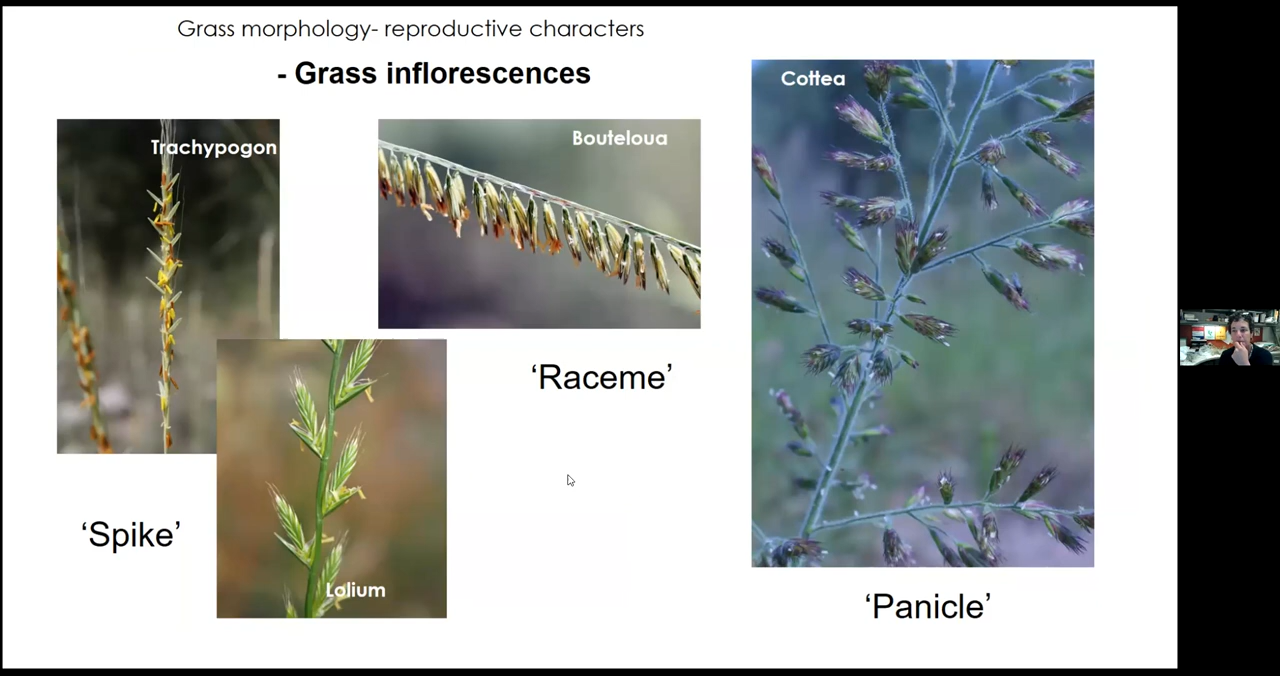 Grass morphology- reproductive characters
- Grass inflorescences
Trachypogon
Bouteloua
Cottea
‘Raceme’
‘Spike’
Lolium
‘Panicle’